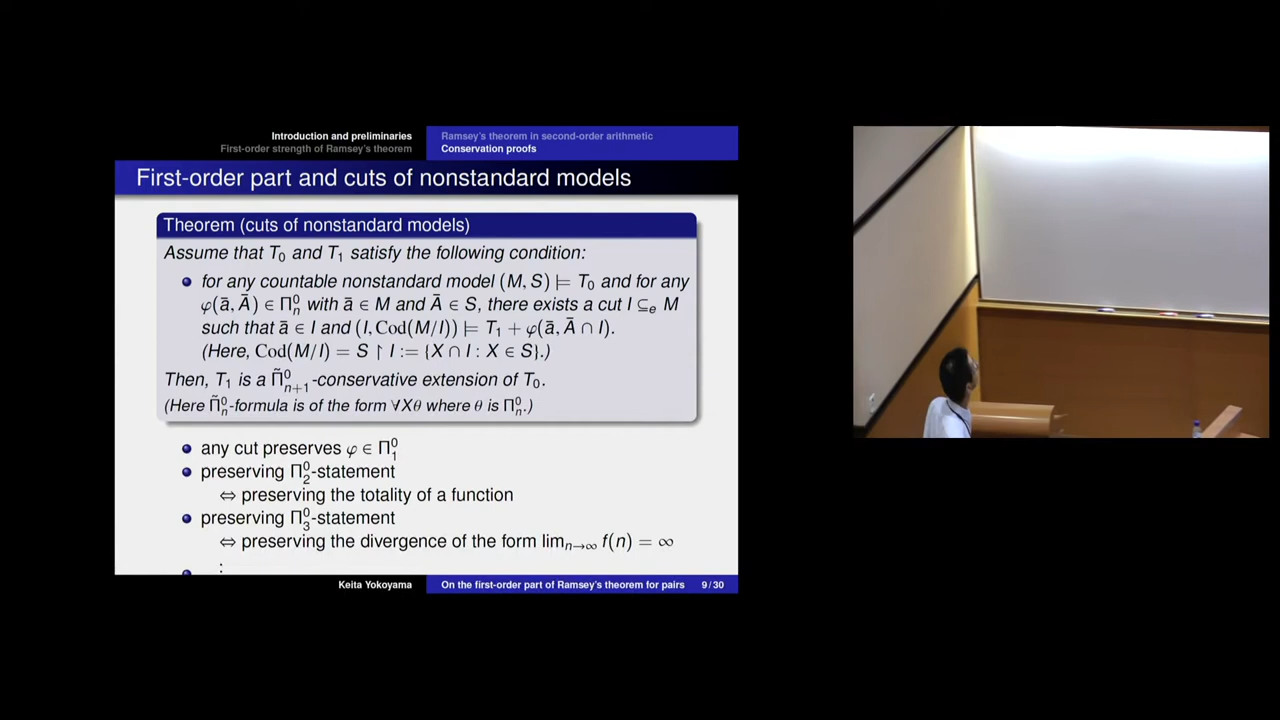 Introduction and preliminaries
First-order strength of Ramsey's theorem
Ramsey's theorem in second-order arithmetic
Conservation proofs
First-order part and cuts of nonstandard models
Theorem (cuts of nonstandard models)
Assume that T₀ and T₁ satisfy the following condition:
for any countable nonstandard model (M, S) ⊨ T₀ and for any
φ(ā, Ā) ∈ Π⁰ₙ with ā ∈ M and Ā ∈ S, there exists a cut I ⊆ₑ M
such that ā ∈ I and (I, Cod(M/I)) ⊨ T₁ + φ(ā, Ā ∩ I).
(Here, Cod(M/I) = S ↾ I := {X ∩ I : X ∈ S}.)
Then, T₁ is a Π̃⁰ₙ₊₁-conservative extension of T₀.
(Here Π̃⁰ₙ-formula is of the form ∀Xθ where θ is Π⁰ₙ.)
any cut preserves φ ∈ Π⁰₁
preserving Π⁰₂-statement
⇔ preserving the totality of a function
preserving Π⁰₃-statement
⇔ preserving the divergence of the form limₙ→∞ f(n) = ∞
⋮
Keita Yokoyama
On the first-order part of Ramsey's theorem for pairs
9 / 30